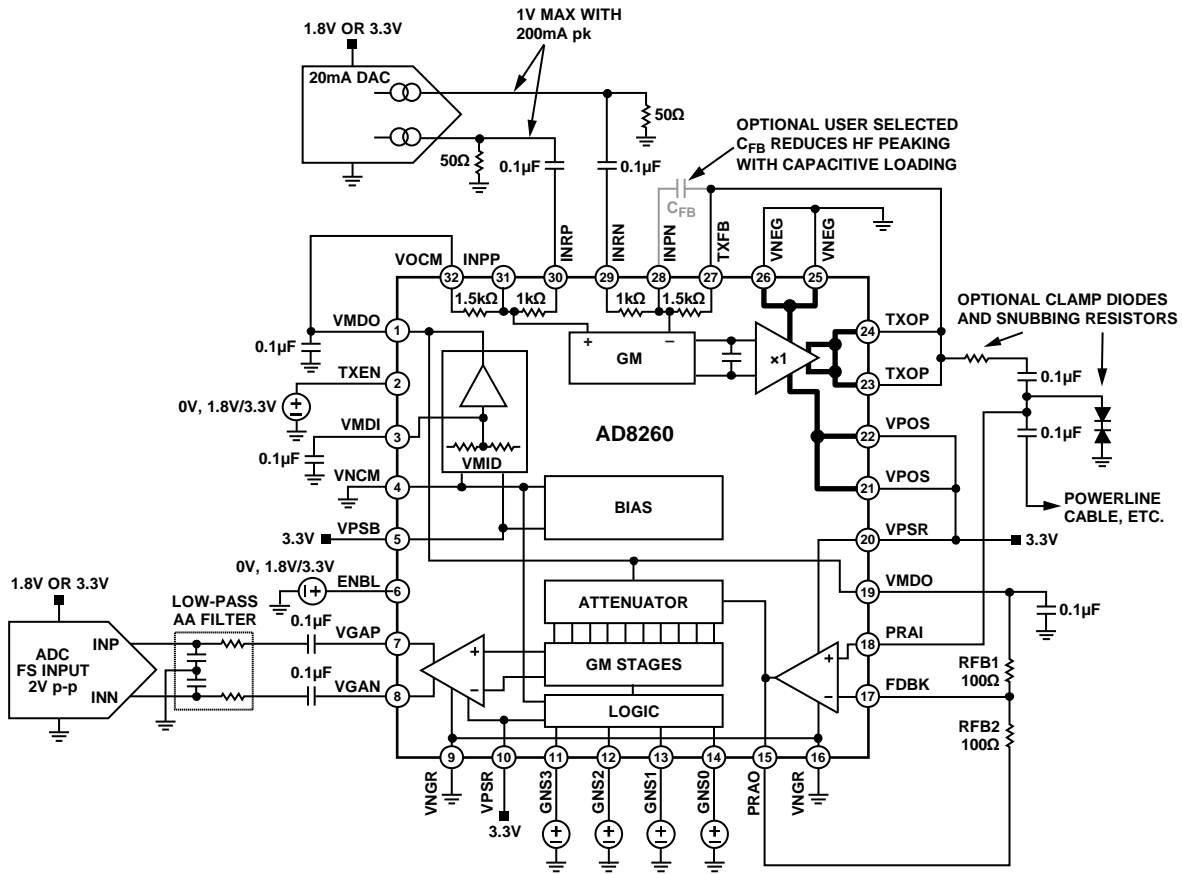 1.8V OR 3.3V
1V MAX WITH
200mA pk
20mA DAC
50Ω
50Ω
0.1µF
0.1µF
OPTIONAL USER SELECTED
CFB REDUCES HF PEAKING
WITH CAPACITIVE LOADING
CFB
VOCM
INPP
INRP
INRN
INPN
TXFB
VNEG
VNEG
32
31
30
29
28
27
26
25
1.5kΩ
1kΩ
1kΩ
1.5kΩ
OPTIONAL CLAMP DIODES
AND SNUBBING RESISTORS
VMDO
1
0.1µF
TXEN
2
0V, 1.8V/3.3V
VMDI
3
0.1µF
VNCM
4
VPSB
5
3.3V
ENBL
6
0V, 1.8V/3.3V
VGAP
7
VGAN
8
+
−
GM
×1
VMID
AD8260
BIAS
24
TXOP
23
TXOP
22
VPOS
21
VPOS
20
VPSR
3.3V
19
VMDO
0.1µF
18
PRAI
17
FDBK
0.1µF
0.1µF
POWERLINE
CABLE, ETC.
RFB1
100Ω
RFB2
100Ω
1.8V OR 3.3V
LOW-PASS
AA FILTER
0.1µF
0.1µF
INP
ADC
FS INPUT
2V p-p
INN
ATTENUATOR
GM STAGES
LOGIC
+
−
+
−
9
10
11
12
13
14
15
16
VNGR
VPSR
GNS3
GNS2
GNS1
GNS0
PRAO
VNGR
3.3V